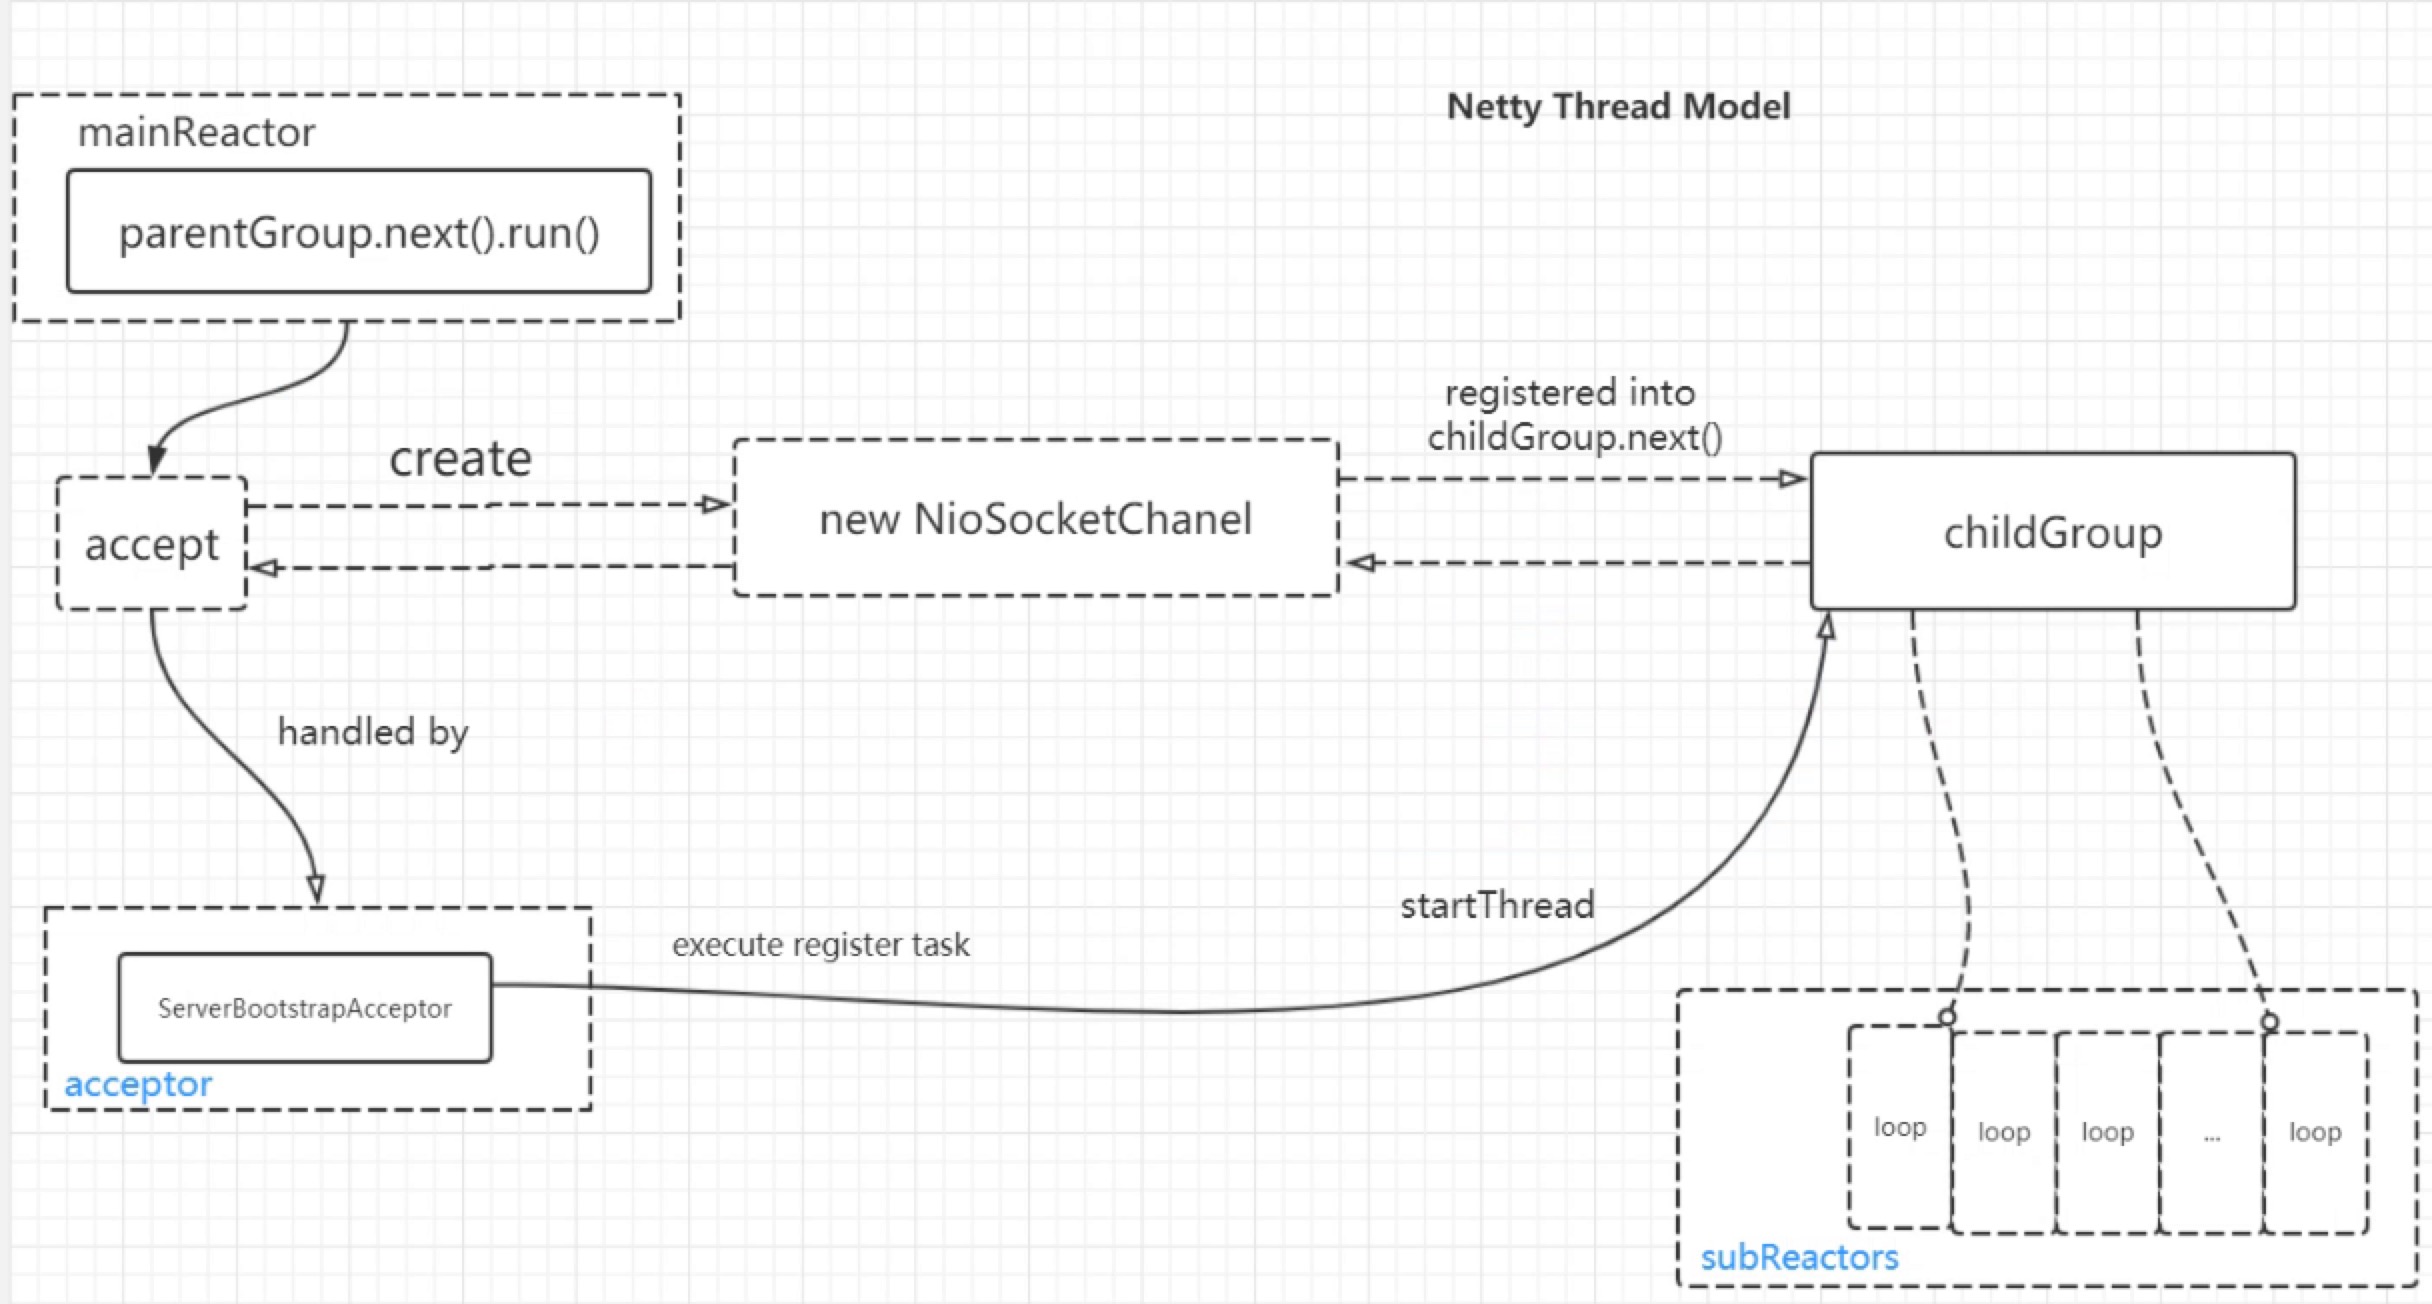 Netty Thread Model
mainReactor
parentGroup.next().run()
registered into
childGroup.next()
create
accept
new NioSocketChanel
childGroup
handled by
startThread
execute register task
ServerBootstrapAcceptor
acceptor
loop
loop
loop
...
loop
subReactors